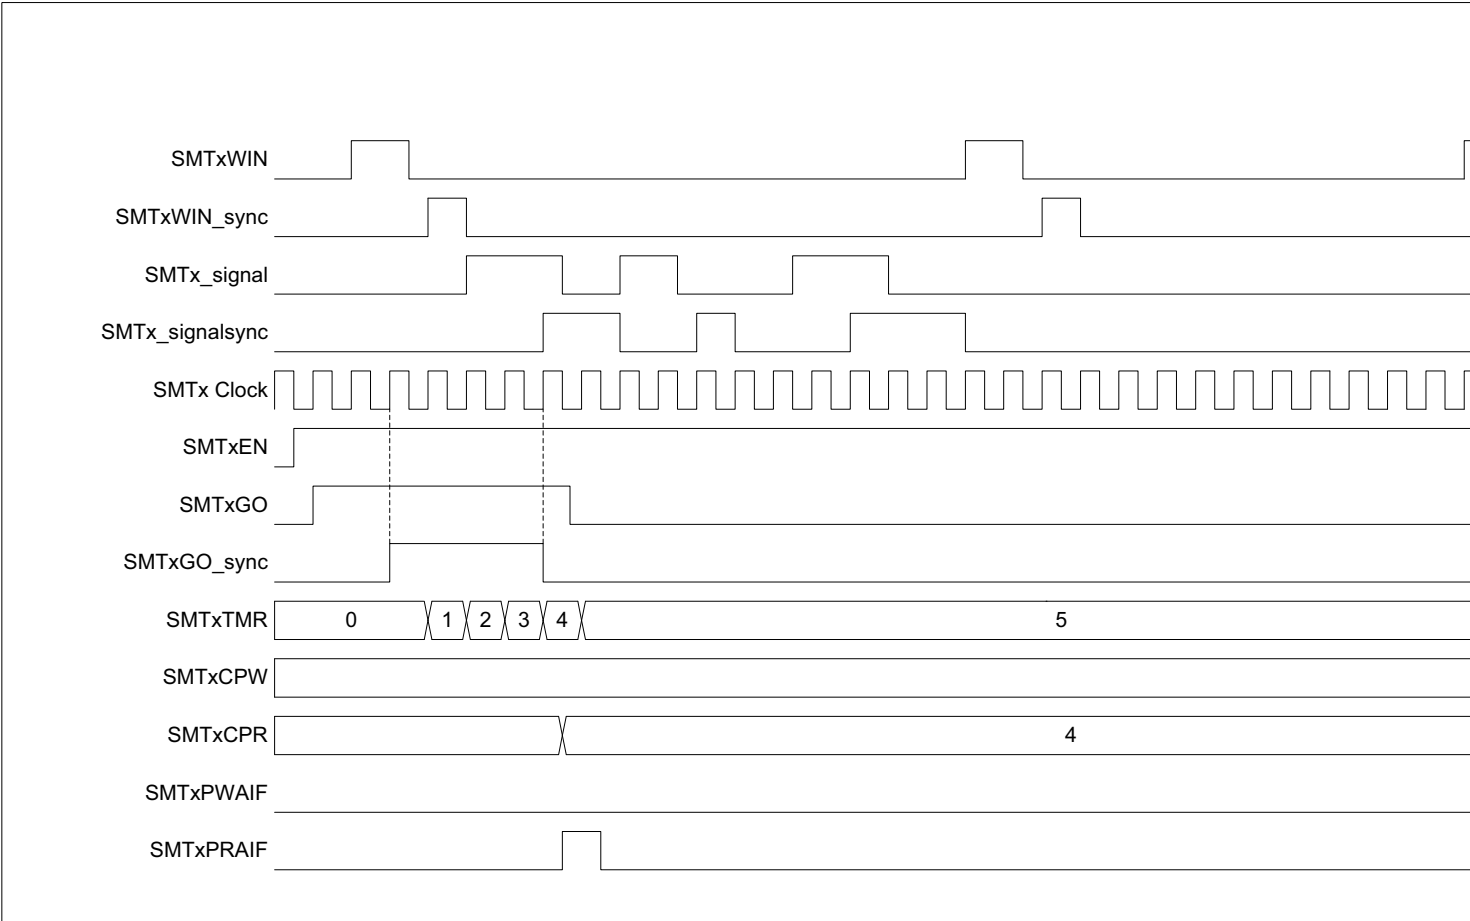 SMTxWIN
SMTxWIN_sync
SMTx_signal
SMTx_signalsync
SMTx Clock
SMTxEN
SMTxGO
SMTxGO_sync
SMTxTMR 0 1 2 3 4 5
SMTxCPW
SMTxCPR 4
SMTxPWAIF
SMTxPRAIF